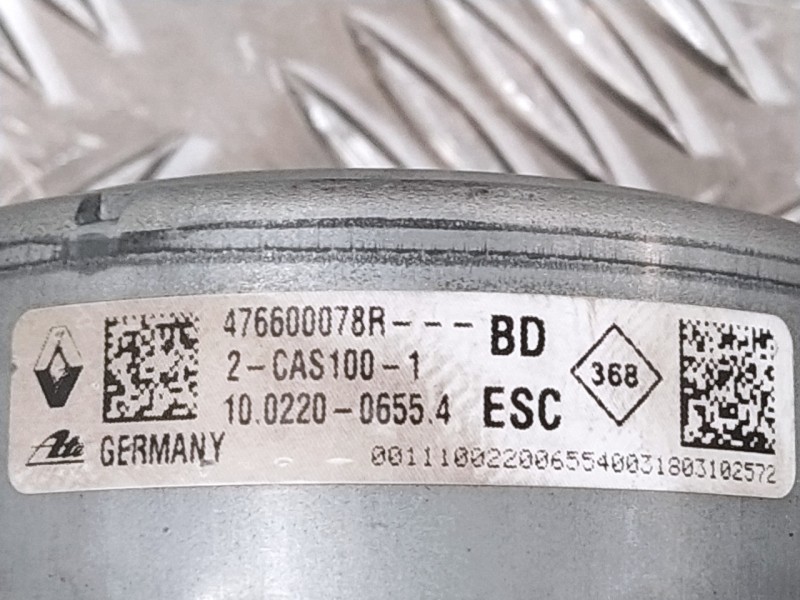 476600078R--- BD
2-CAS100-1
10.0220-0655.4 ESC
368
Ate GERMANY
0011100220065540031803102572